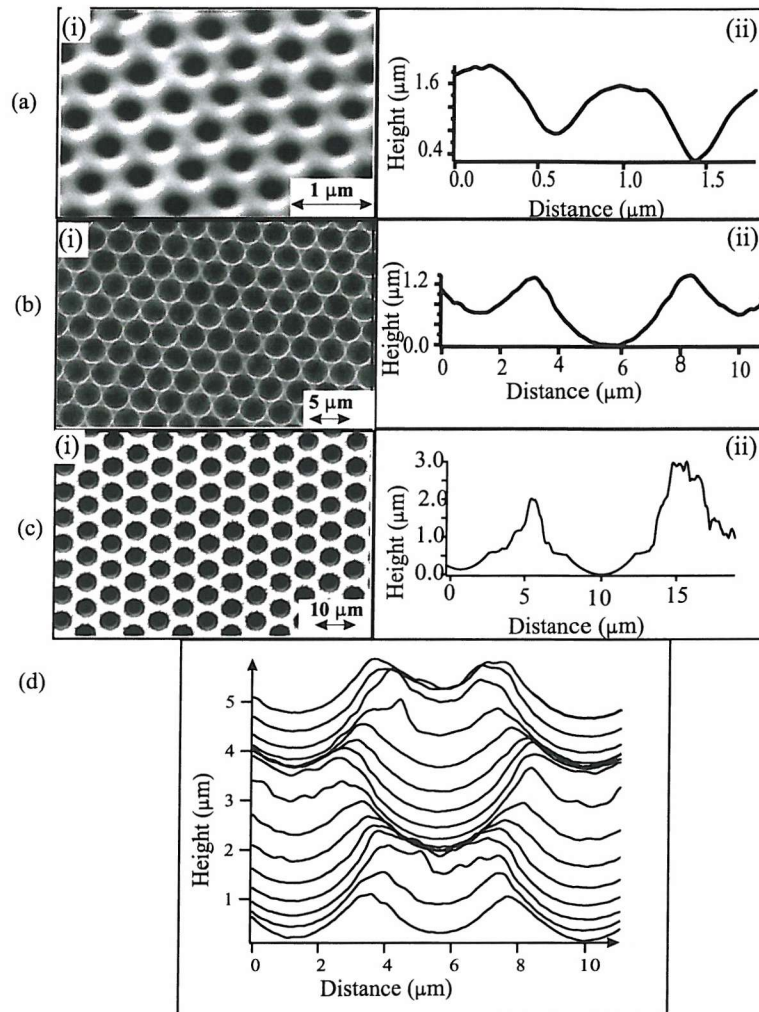 (a)
(i)
1 μm
(ii)
Height (μm)
1.6
0.4
0.0 0.5 1.0 1.5
Distance (μm)
(b)
(i)
5 μm
(ii)
Height (μm)
1.2
0.0
0 2 4 6 8 10
Distance (μm)
(c)
(i)
10 μm
(ii)
Height (μm)
3.0
2.0
1.0
0.0
0 5 10 15
Distance (μm)
(d)
Height (μm)
5
4
3
2
1
0 2 4 6 8 10
Distance (μm)